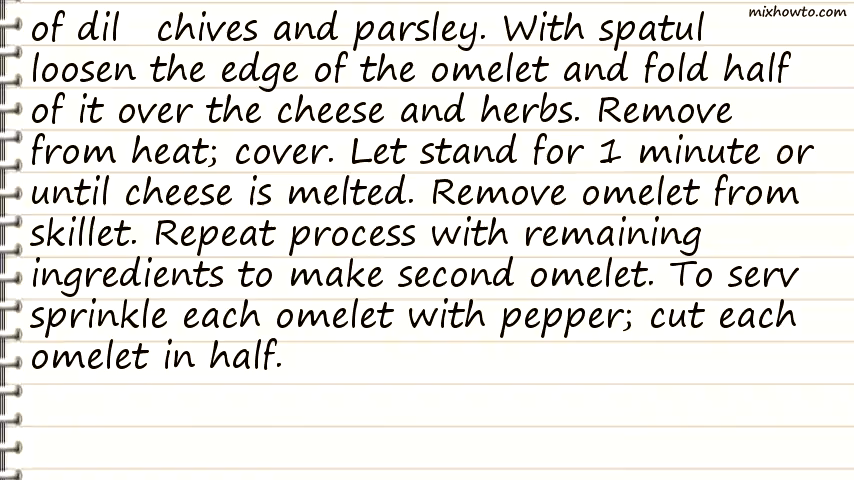 mixhowto.com
of dil chives and parsley. With spatul
loosen the edge of the omelet and fold half
of it over the cheese and herbs. Remove
from heat; cover. Let stand for 1 minute or
until cheese is melted. Remove omelet from
skillet. Repeat process with remaining
ingredients to make second omelet. To serv
sprinkle each omelet with pepper; cut each
omelet in half.